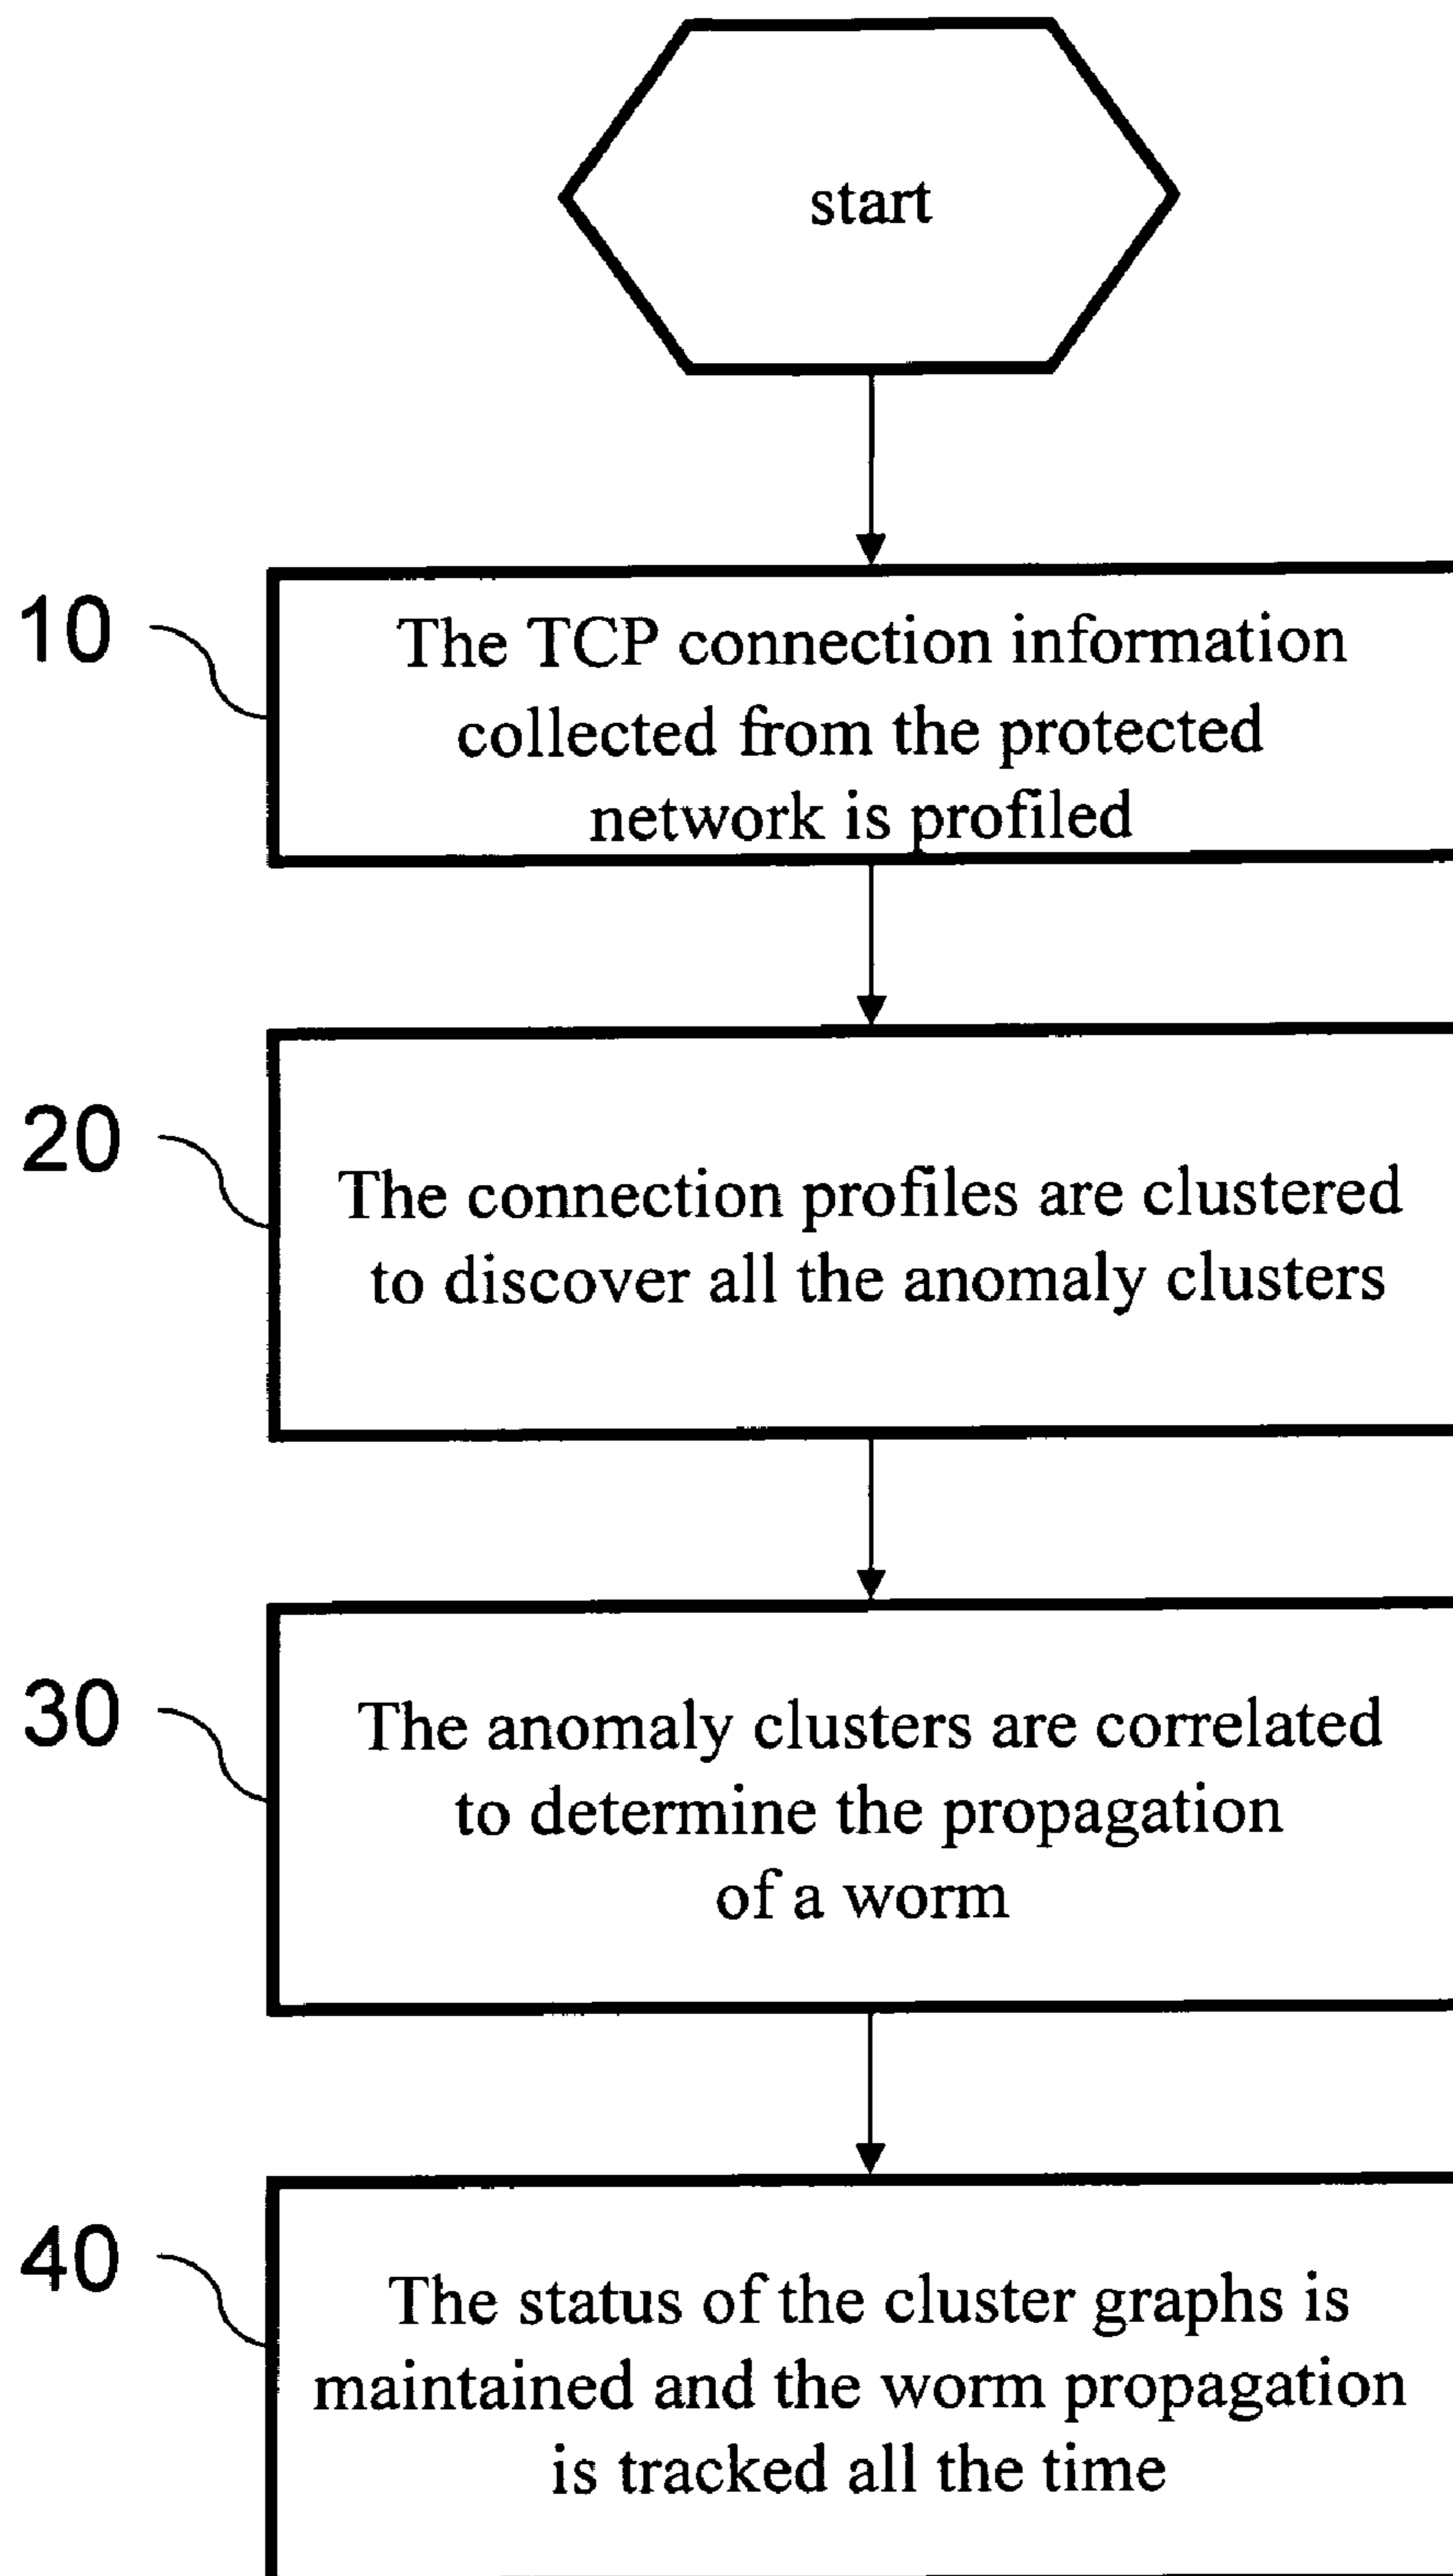 start
10
The TCP connection information
collected from the protected
network is profiled
20
The connection profiles are clustered
to discover all the anomaly clusters
30
The anomaly clusters are correlated
to determine the propagation
of a worm
40
The status of the cluster graphs is
maintained and the worm propagation
is tracked all the time